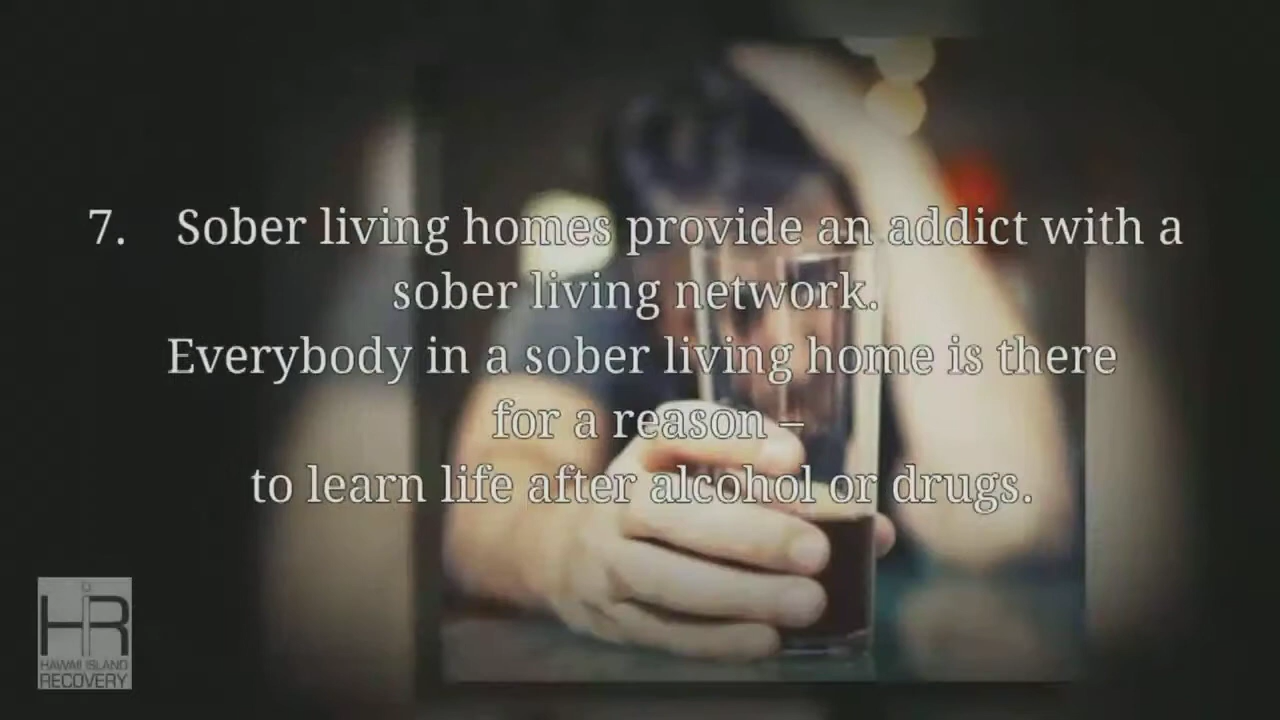 7. Sober living homes provide an addict with a
sober living network.
Everybody in a sober living home is there
for a reason –
to learn life after alcohol or drugs.
HiR
HAWAII ISLAND
RECOVERY